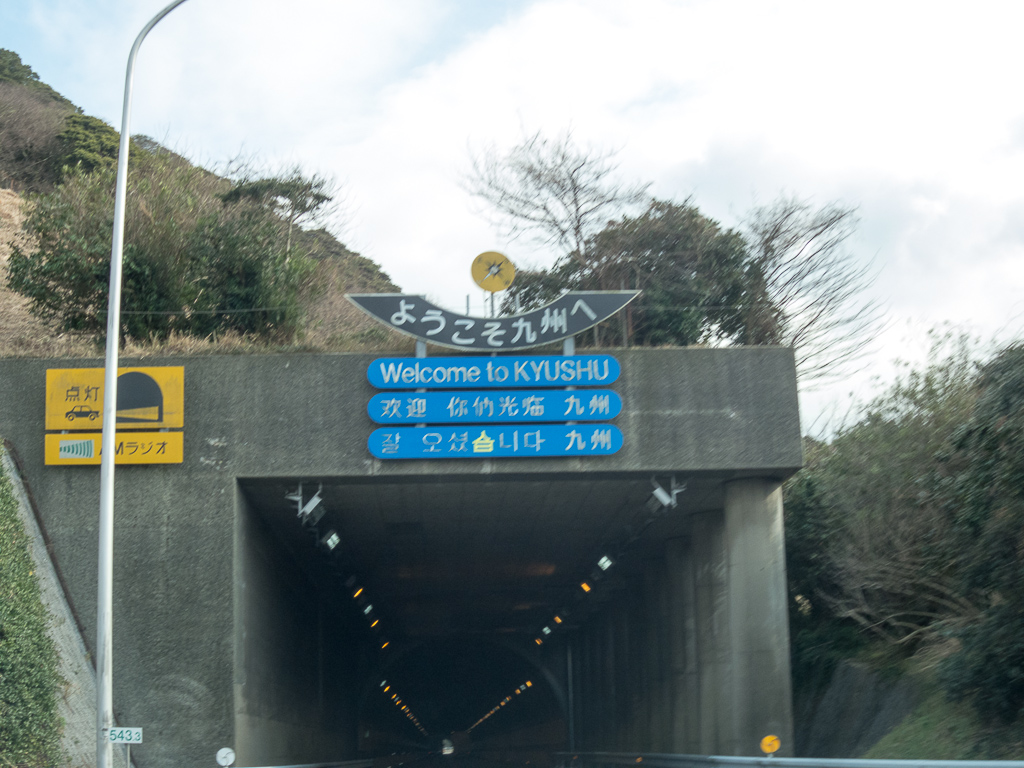 ようこそ九州へ
Welcome to KYUSHU
欢迎 你们光临 九州
잘 오셨습니다 九州
点灯
AMラジオ
543.3